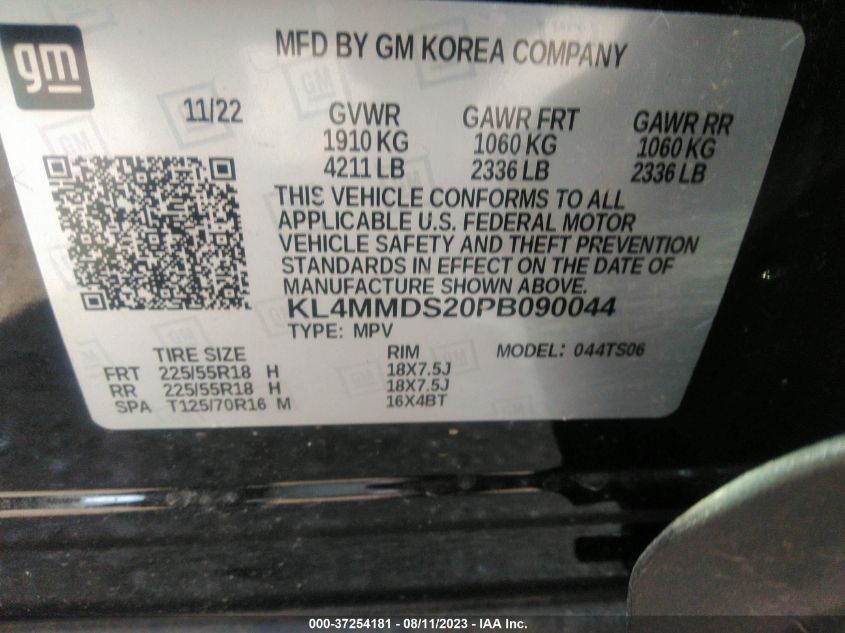 gm
MFD BY GM KOREA COMPANY
11/22
GVWR GAWR FRT GAWR RR
1910 KG 1060 KG 1060 KG
4211 LB 2336 LB 2336 LB
THIS VEHICLE CONFORMS TO ALL
APPLICABLE U.S. FEDERAL MOTOR
VEHICLE SAFETY AND THEFT PREVENTION
STANDARDS IN EFFECT ON THE DATE OF
MANUFACTURE SHOWN ABOVE.
KL4MMDS20PB090044
TYPE: MPV
TIRE SIZE RIM MODEL: 044TS06
FRT 225/55R18 H 18X7.5J
RR 225/55R18 H 18X7.5J
SPA T125/70R16 M 16X4BT
000-37254181 - 08/11/2023 - IAA Inc.